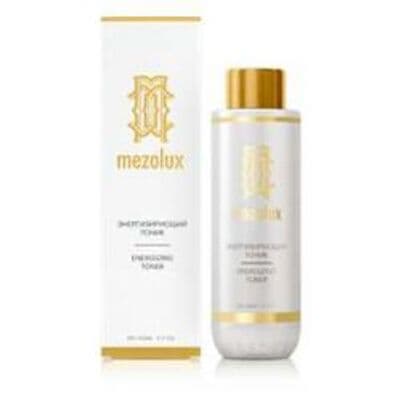 mezolux
ЭНЕРГИЗИРУЮЩИЙ
ТОНИК
ENERGIZING
TONER
mezolux
ЭНЕРГИЗИРУЮЩИЙ
ТОНИК
ENERGIZING
TONER